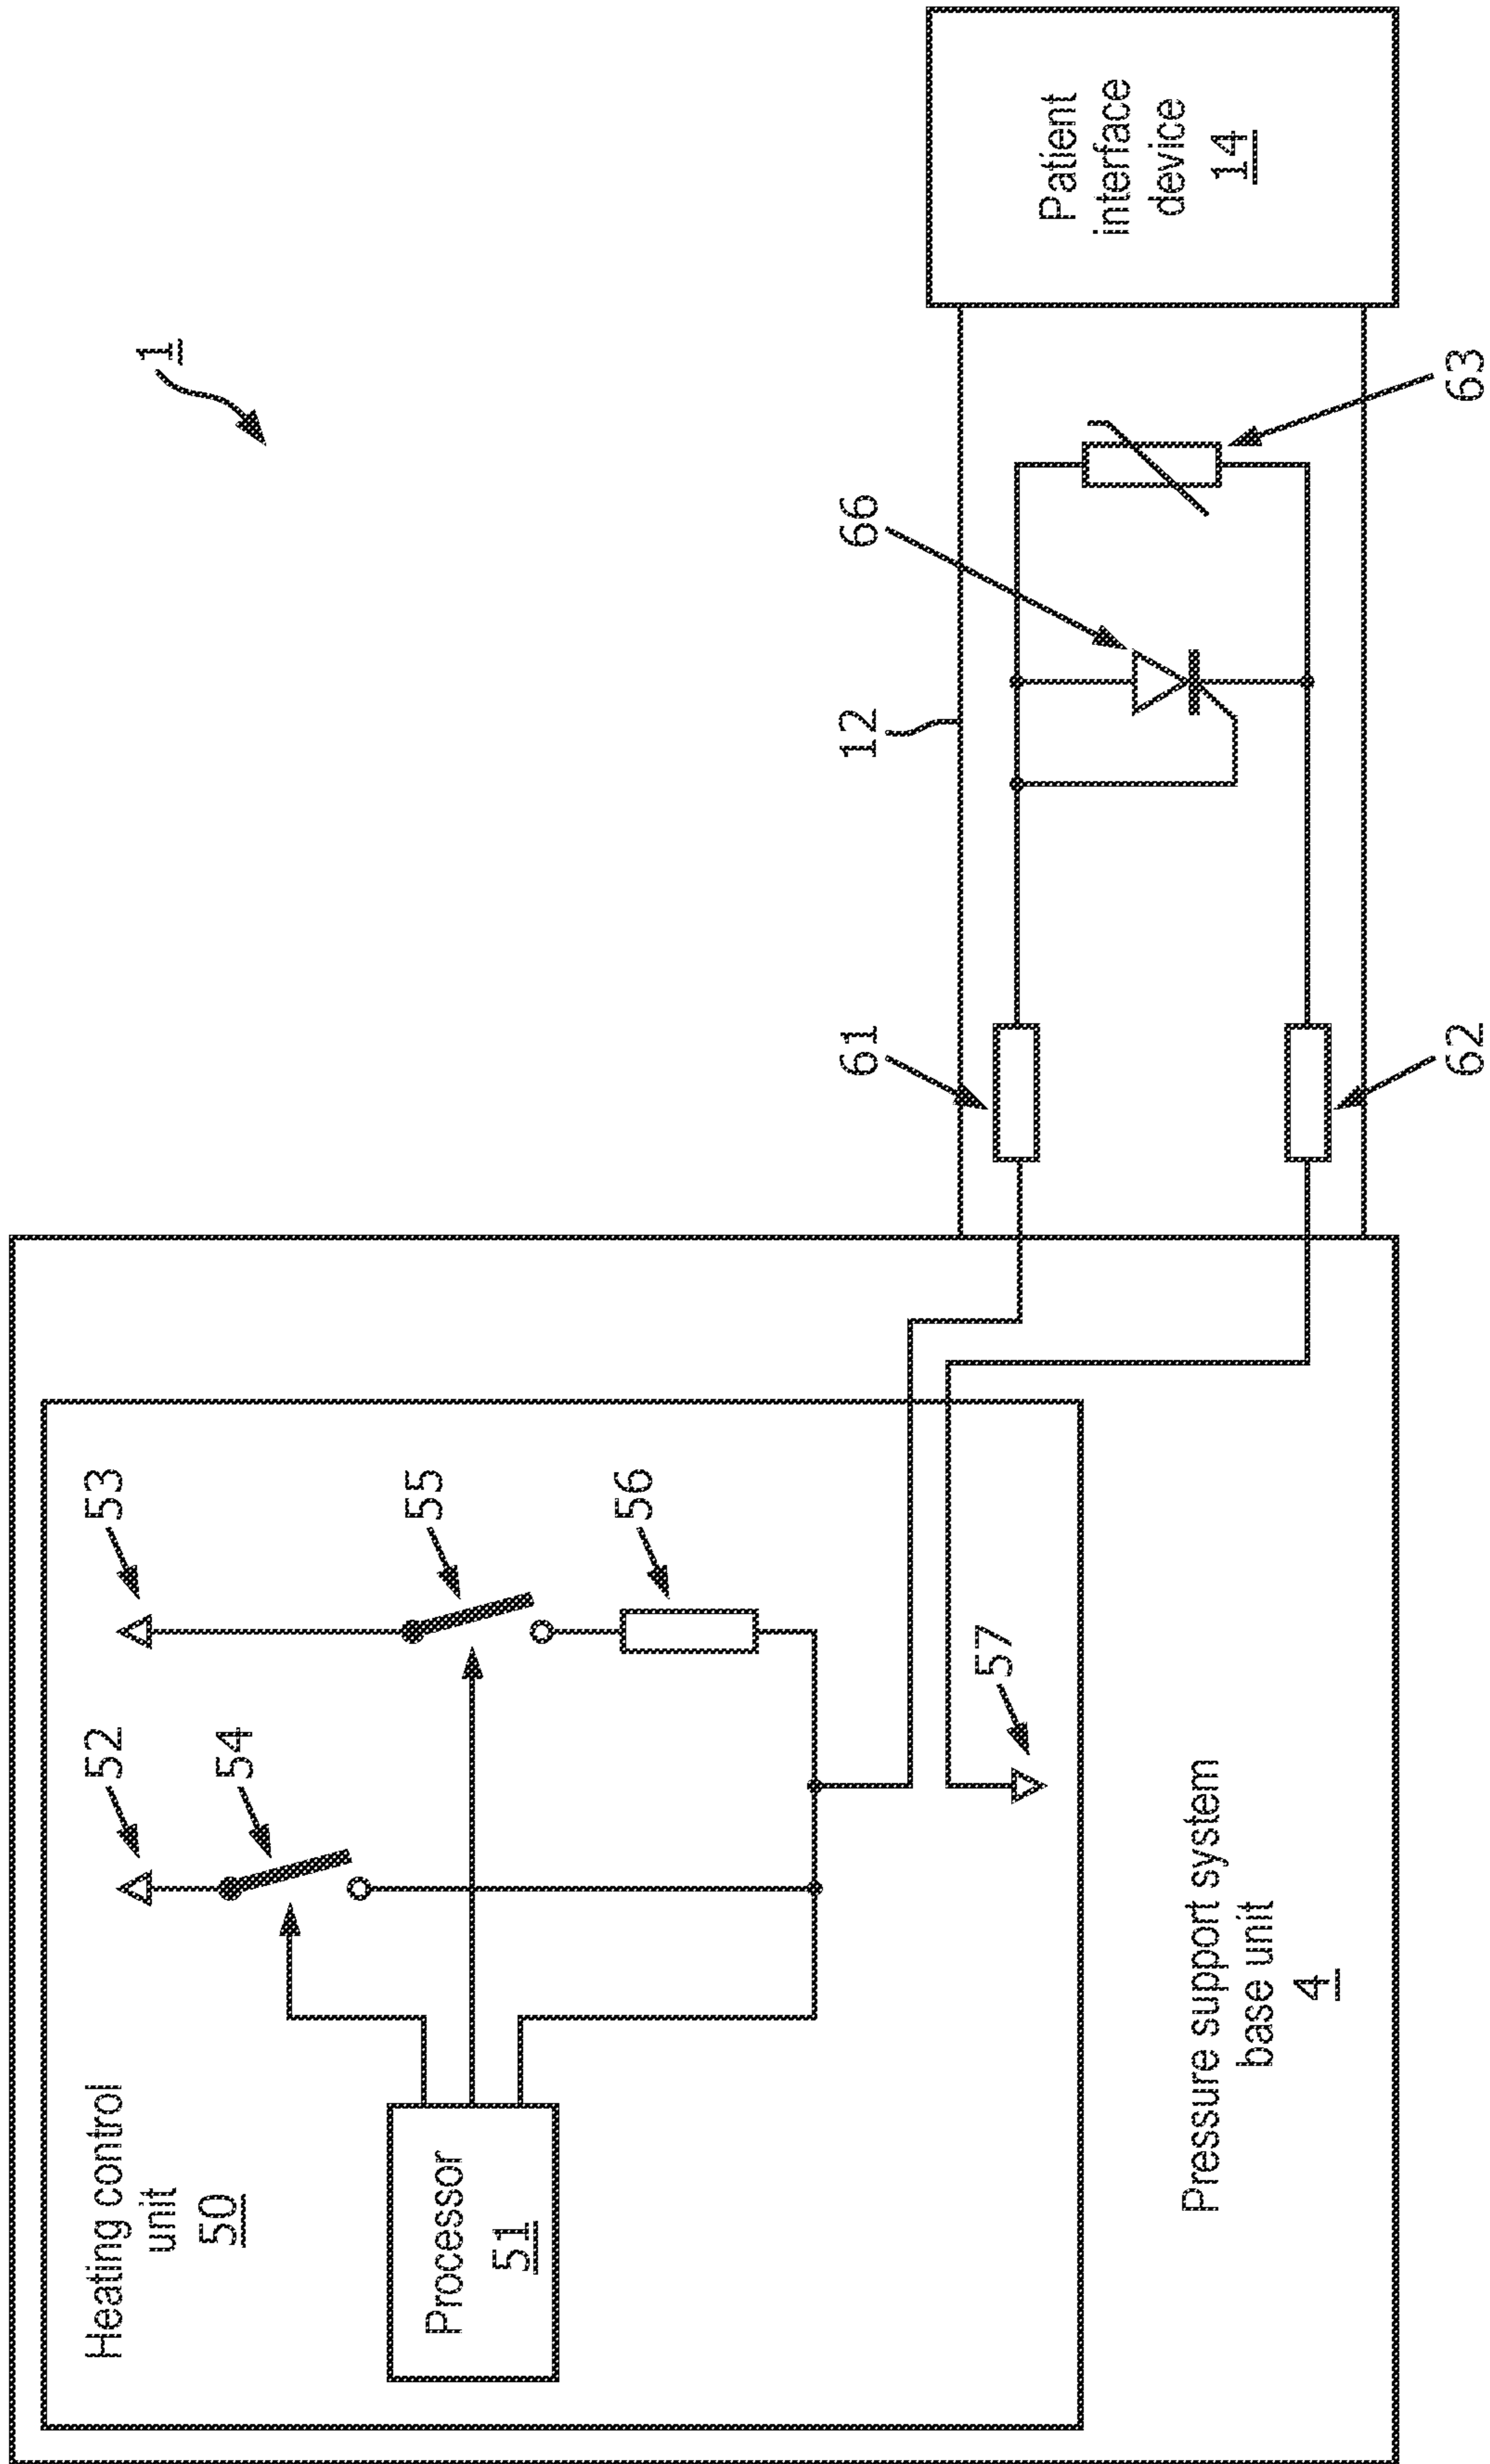 1
Heating control
unit
50
52
53
54
55
56
57
Processor
51
Pressure support system
base unit
4
12
66
61
62
63
Patient
interface
device
14